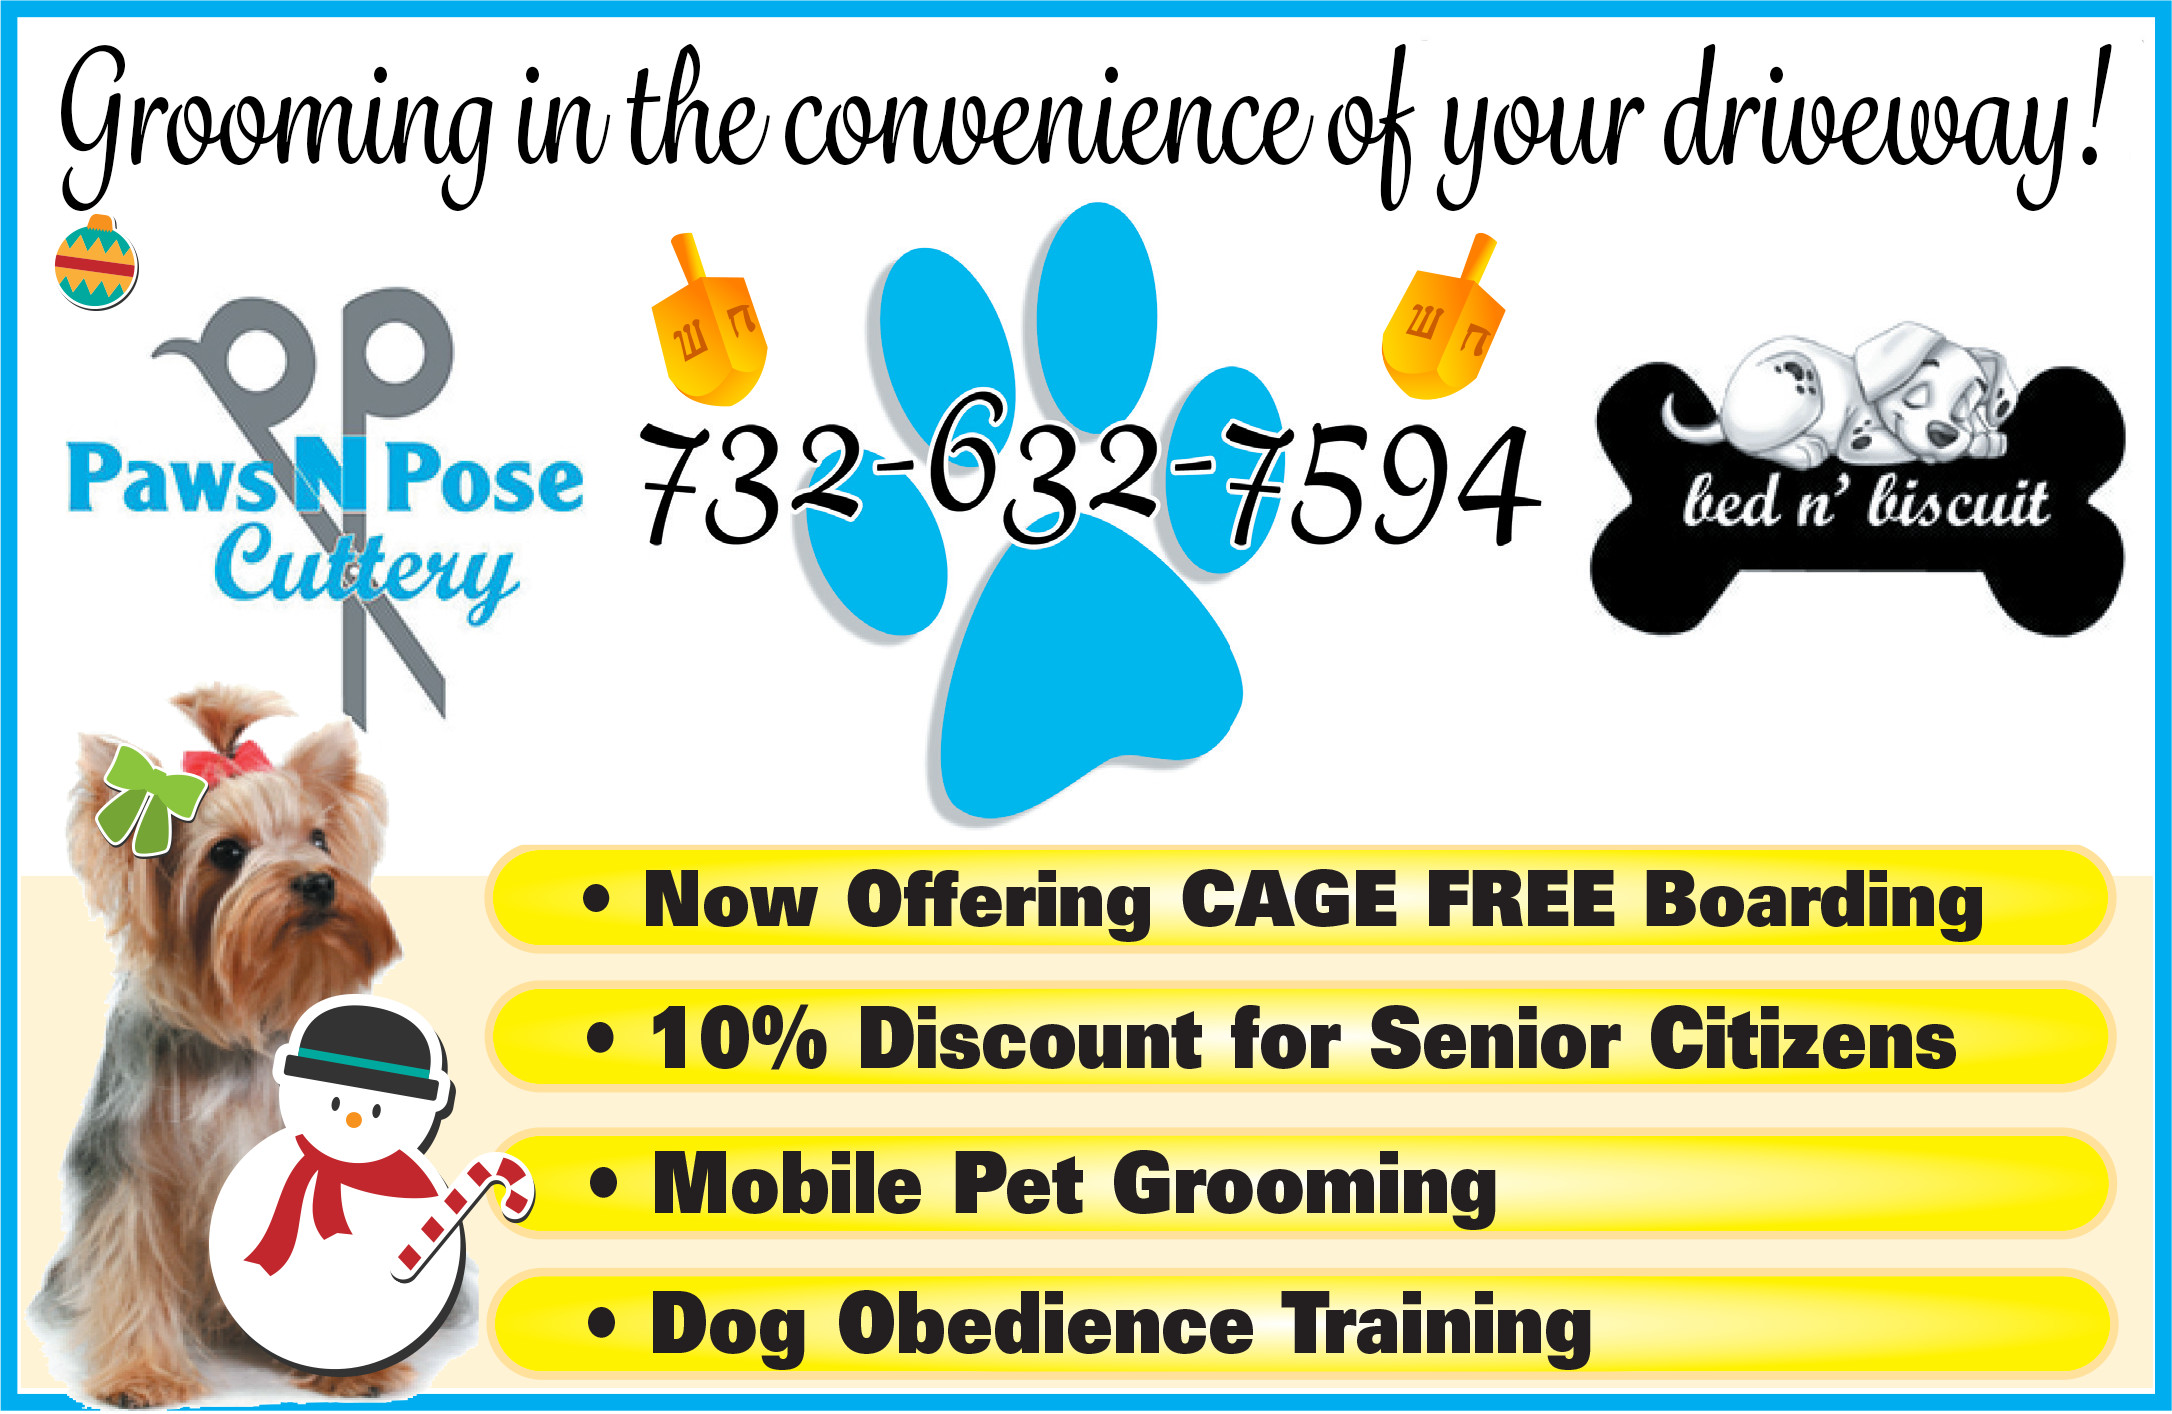 Grooming in the convenience of your driveway!
ש ח
ש ח
Paws N Pose
Cuttery
732-632-7594
bed n' biscuit
• Now Offering CAGE FREE Boarding
• 10% Discount for Senior Citizens
• Mobile Pet Grooming
• Dog Obedience Training